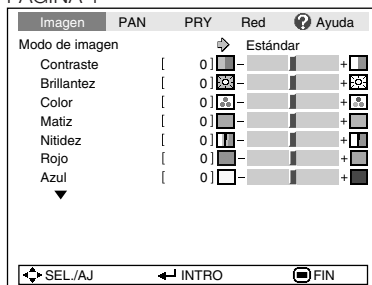 PÁGINA 1
Imagen PAN PRY Red ? Ayuda
Modo de imagen Estándar
Contraste [ 0 ] - +
Brillantez [ 0 ] - +
Color [ 0 ] - +
Matiz [ 0 ] - +
Nitidez [ 0 ] - +
Rojo [ 0 ] - +
Azul [ 0 ] - +
SEL./AJ INTRO FIN